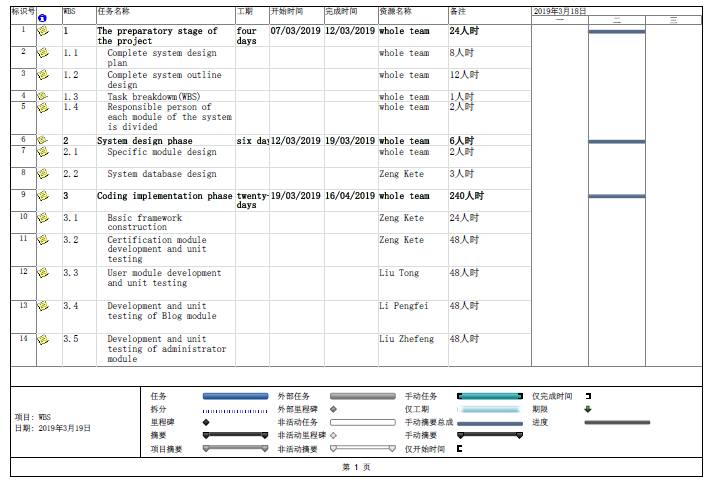 标识号 WBS 任务名称 工期 开始时间 完成时间 资源名称 备注 2019年3月18日
一 二 三
1 1 The preparatory stage of the project four days 07/03/2019 12/03/2019 whole team 24人时
2 1.1 Complete system design plan whole team 8人时
3 1.2 Complete system outline design whole team 12人时
4 1.3 Task breakdown(WBS) whole team 1人时
5 1.4 Responsible person of each module of the system is divided whole team 2人时
6 2 System design phase six day 12/03/2019 19/03/2019 whole team 6人时
7 2.1 Specific module design whole team 2人时
8 2.2 System database design Zeng Kete 3人时
9 3 Coding implementation phase twenty- days 19/03/2019 16/04/2019 whole team 240人时
10 3.1 Bssic framework construction Zeng Kete 24人时
11 3.2 Certification module development and unit testing Zeng Kete 48人时
12 3.3 User module development and unit testing Liu Tong 48人时
13 3.4 Development and unit testing of Blog module Li Pengfei 48人时
14 3.5 Development and unit testing of administrator module Liu Zhefeng 48人时
项目: WBS
日期: 2019年3月19日
任务 外部任务 手动任务 仅完成时间
拆分 外部里程碑 仅工期 期限
里程碑 非活动任务 手动摘要总成 进度
摘要 非活动里程碑 手动摘要
项目摘要 非活动摘要 仅开始时间
第 1 页